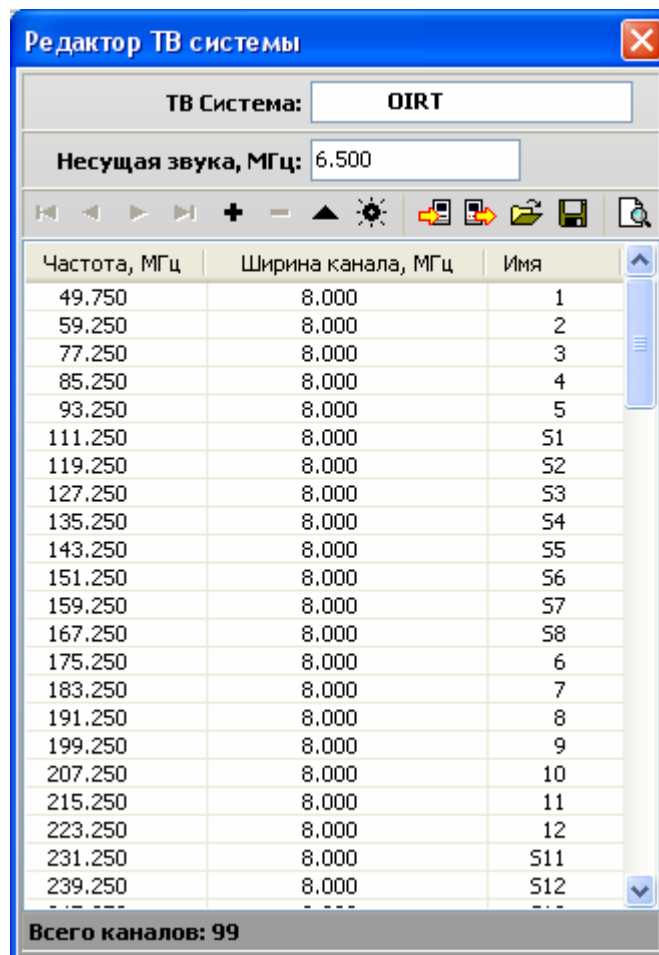 Редактор ТВ системы
ТВ Система: OIRT
Несущая звука, МГц: 6.500
Частота, МГц Ширина канала, МГц Имя
49.750 8.000 1
59.250 8.000 2
77.250 8.000 3
85.250 8.000 4
93.250 8.000 5
111.250 8.000 S1
119.250 8.000 S2
127.250 8.000 S3
135.250 8.000 S4
143.250 8.000 S5
151.250 8.000 S6
159.250 8.000 S7
167.250 8.000 S8
175.250 8.000 6
183.250 8.000 7
191.250 8.000 8
199.250 8.000 9
207.250 8.000 10
215.250 8.000 11
223.250 8.000 12
231.250 8.000 S11
239.250 8.000 S12
Всего каналов: 99